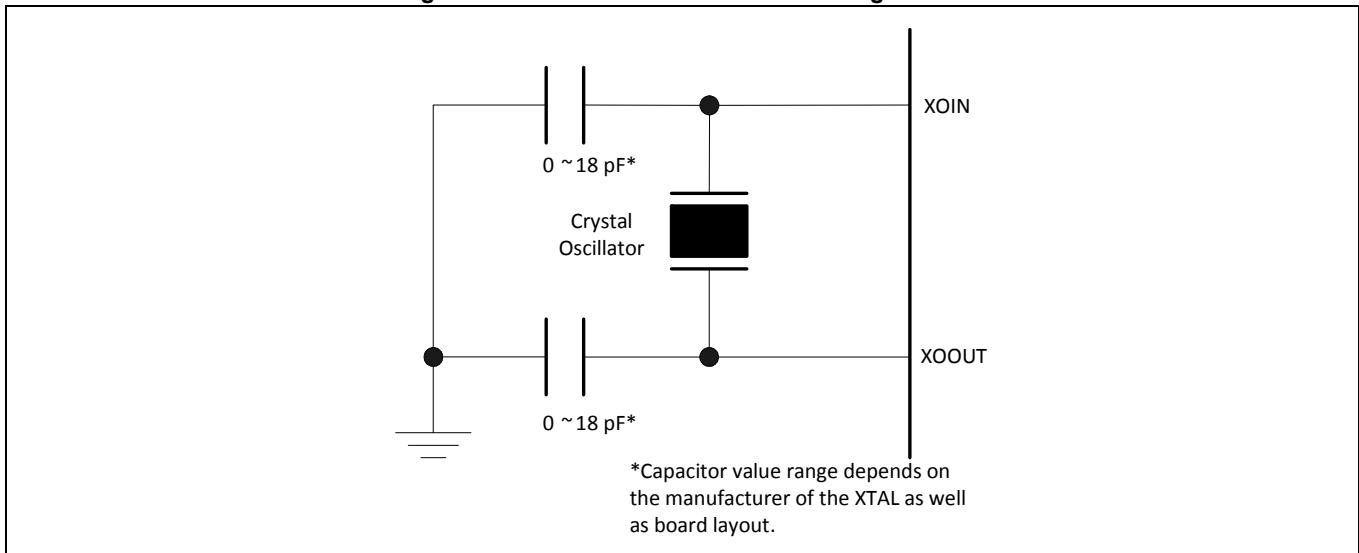 XOIN
0 ~ 18 pF*
Crystal
Oscillator
XOOUT
0 ~ 18 pF*
*Capacitor value range depends on
the manufacturer of the XTAL as well
as board layout.